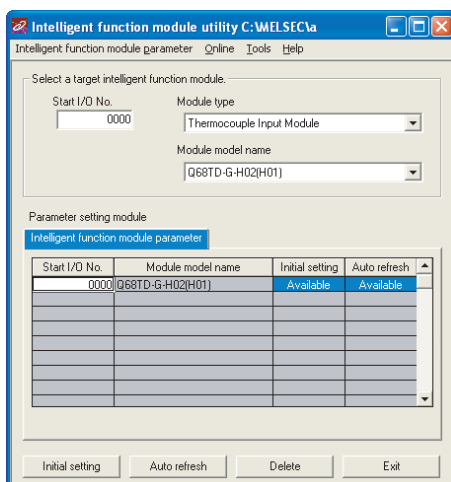 Intelligent function module utility C:\MELSEC\a
Intelligent function module parameter Online Tools Help
Select a target intelligent function module.
Start I/O No. Module type
0000 Thermocouple Input Module
Module model name
Q68TD-G-H02(H01)
Parameter setting module
Intelligent function module parameter
Start I/O No. Module model name Initial setting Auto refresh
0000 Q68TD-G-H02(H01) Available Available
Initial setting Auto refresh Delete Exit